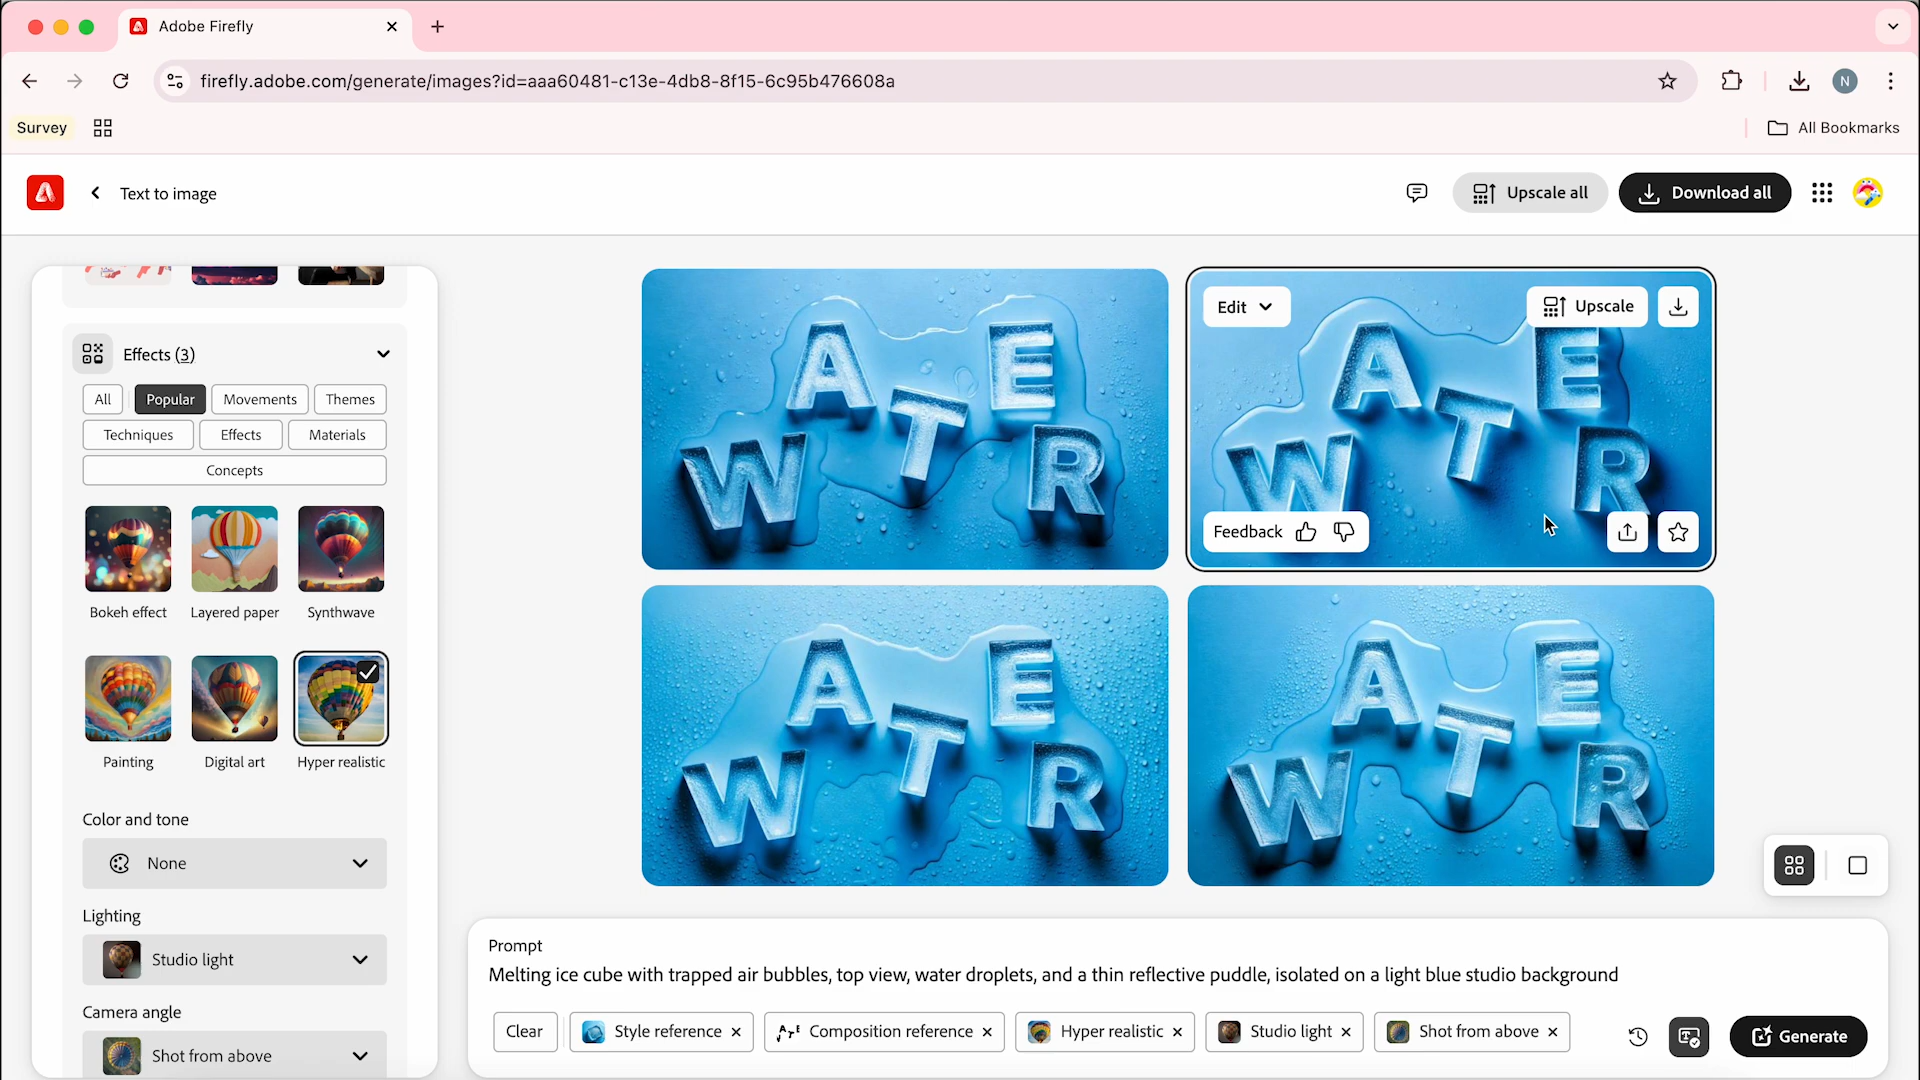 Adobe Firefly
firefly.adobe.com/generate/images?id=aaa60481-c13e-4db8-8f15-6c95b476608a
N
Survey
All Bookmarks
Text to image
Upscale all
Download all
Effects (3)
All
Popular
Movements
Themes
Techniques
Effects
Materials
Concepts
Bokeh effect
Layered paper
Synthwave
Painting
Digital art
Hyper realistic
Color and tone
None
Lighting
Studio light
Camera angle
Shot from above
WATER
Edit
Upscale
WATER
Feedback
WATER
WATER
Prompt
Melting ice cube with trapped air bubbles, top view, water droplets, and a thin reflective puddle, isolated on a light blue studio background
Clear
Style reference
Composition reference
Hyper realistic
Studio light
Shot from above
Generate